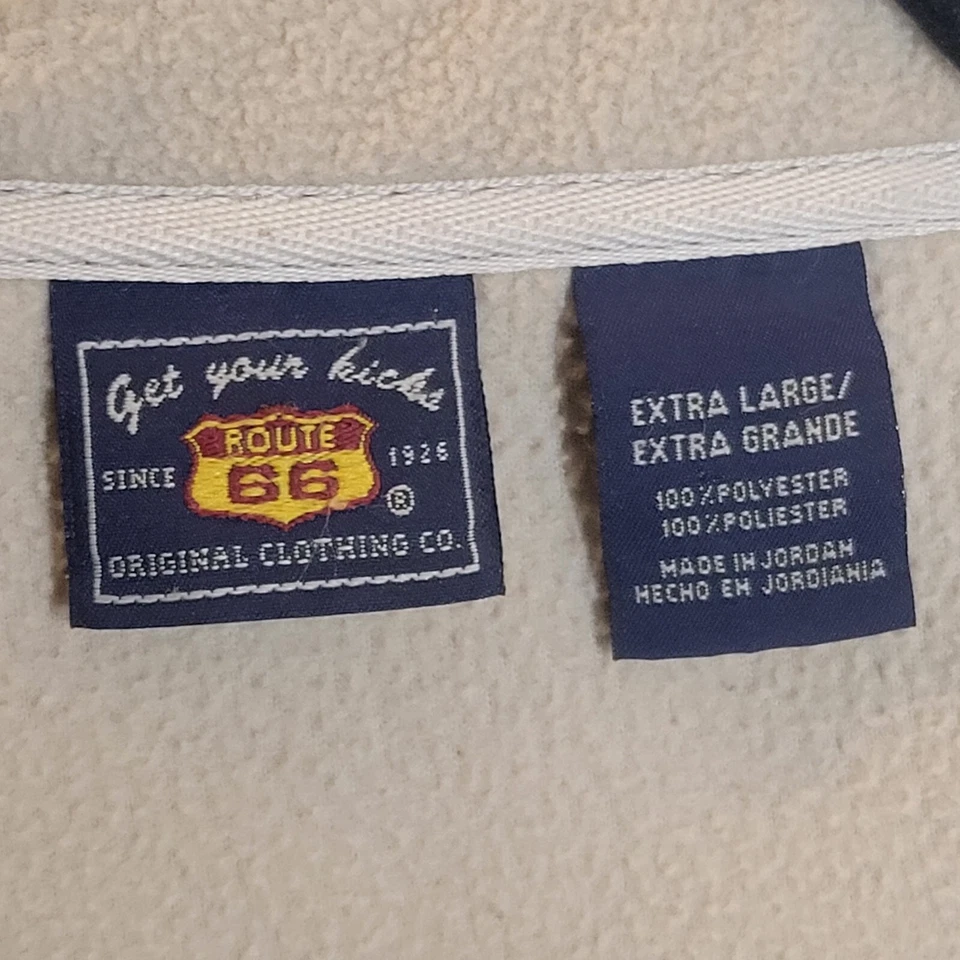 Get your kicks
ROUTE
66
SINCE
1926
®
ORIGINAL CLOTHING CO.
EXTRA LARGE/
EXTRA GRANDE
100%POLYESTER
100%POLIESTER
MADE IN JORDAN
HECHO EN JORDIANIA